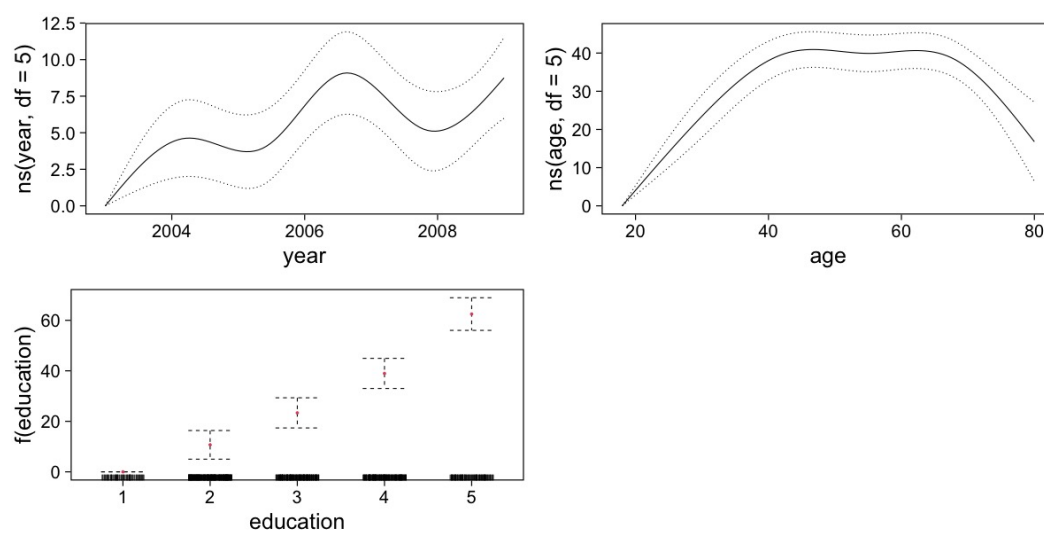 ns(year, df = 5)
12.5
10.0
7.5
5.0
2.5
0.0
2004 2006 2008
year
ns(age, df = 5)
40
30
20
10
0
20 40 60 80
age
f(education)
60
40
20
0
1 2 3 4 5
education